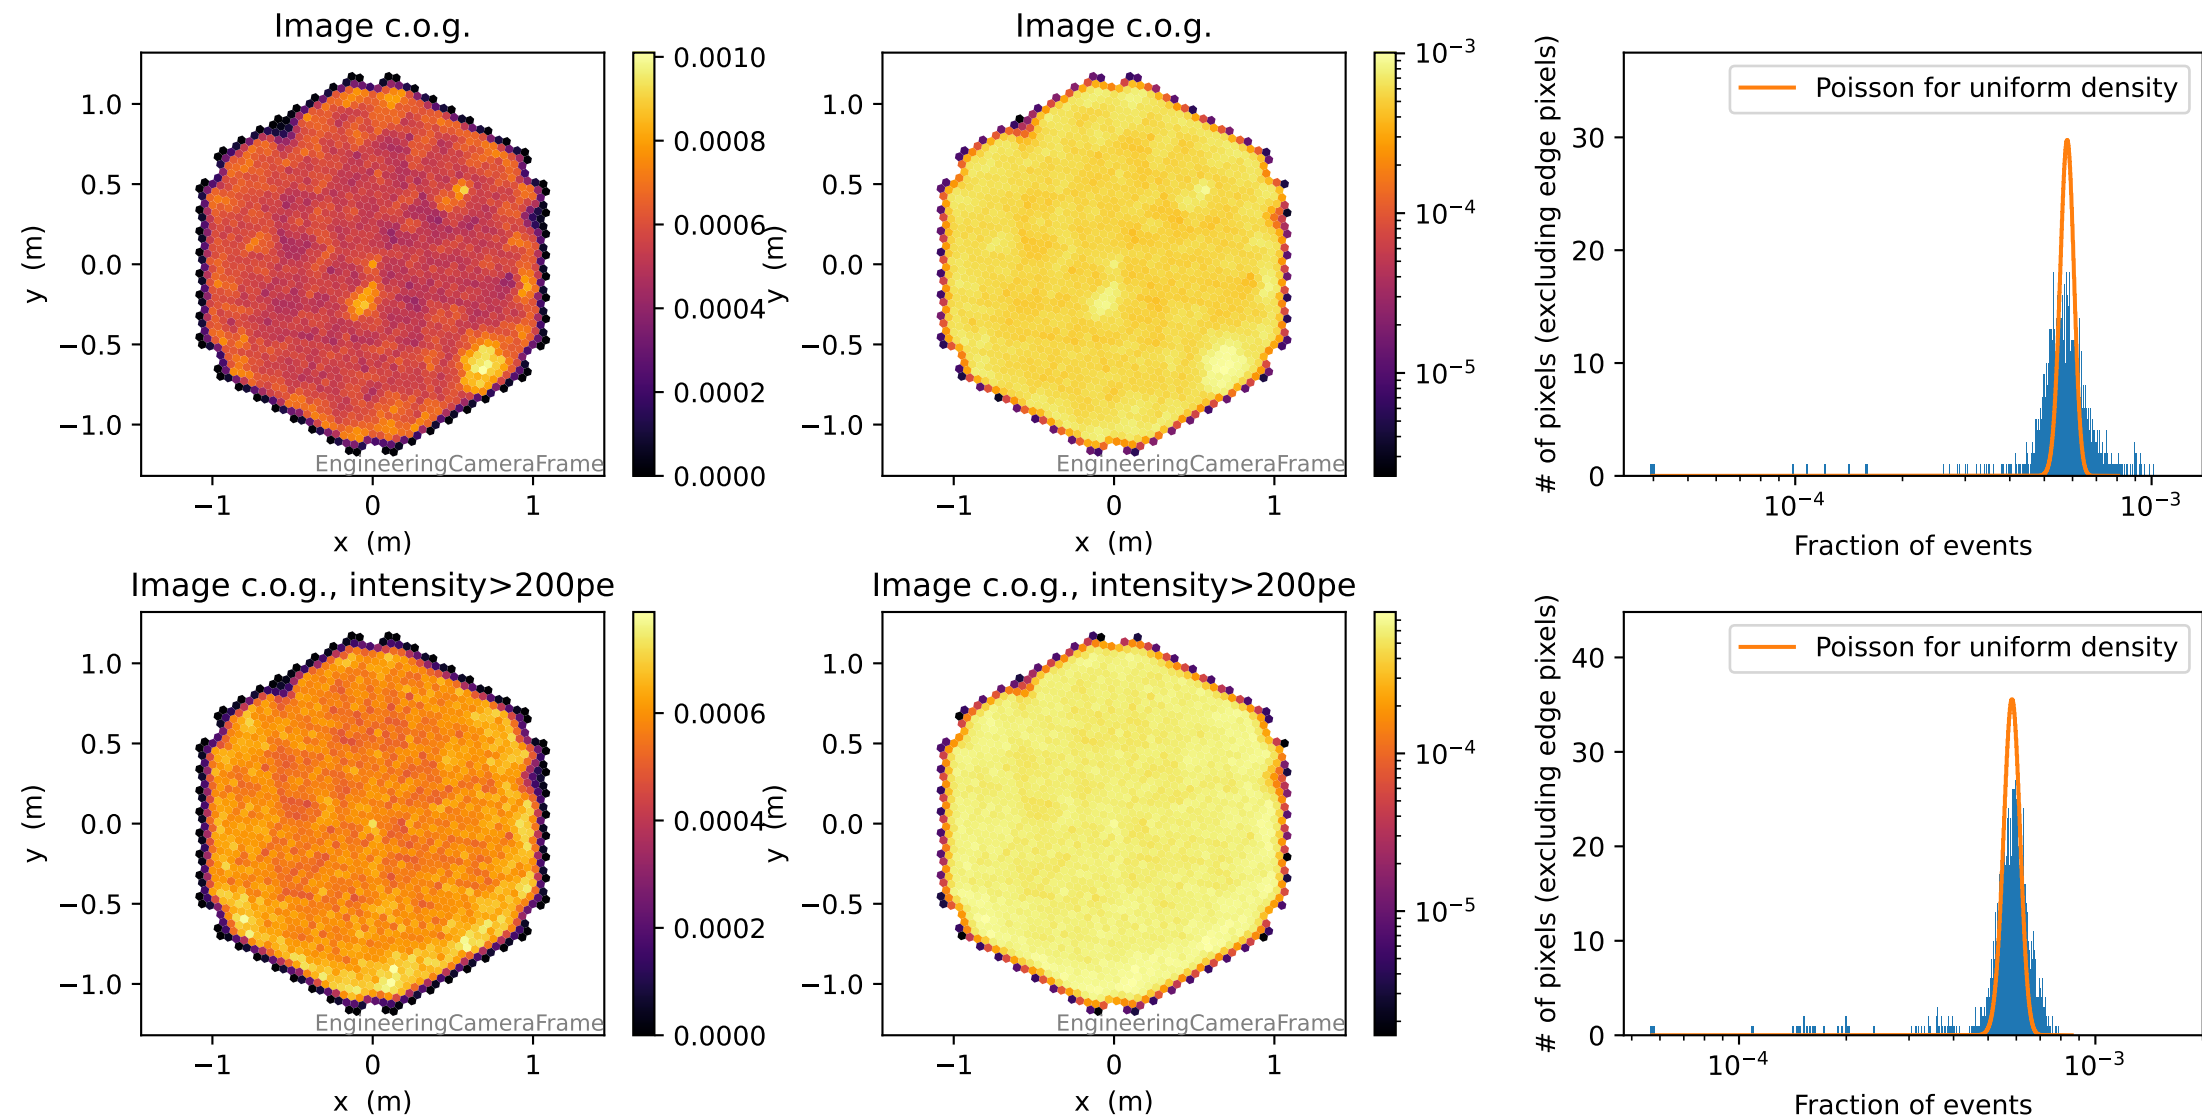 Image c.o.g.
1.0
0.5
0.0
−0.5
−1.0
y (m)
−1
0
1
x (m)
EngineeringCameraFrame
0.0010
0.0008
0.0006
0.0004
0.0002
0.0000
Image c.o.g.
1.0
0.5
0.0
−0.5
−1.0
y (m)
−1
0
1
x (m)
EngineeringCameraFrame
10⁻³
10⁻⁴
10⁻⁵
# of pixels (excluding edge pixels)
30
20
10
0
Poisson for uniform density
10⁻⁴
10⁻³
Fraction of events
Image c.o.g., intensity>200pe
1.0
0.5
0.0
−0.5
−1.0
y (m)
−1
0
1
x (m)
EngineeringCameraFrame
0.0006
0.0004
0.0002
0.0000
Image c.o.g., intensity>200pe
1.0
0.5
0.0
−0.5
−1.0
y (m)
−1
0
1
x (m)
EngineeringCameraFrame
10⁻⁴
10⁻⁵
# of pixels (excluding edge pixels)
40
30
20
10
0
Poisson for uniform density
10⁻⁴
10⁻³
Fraction of events